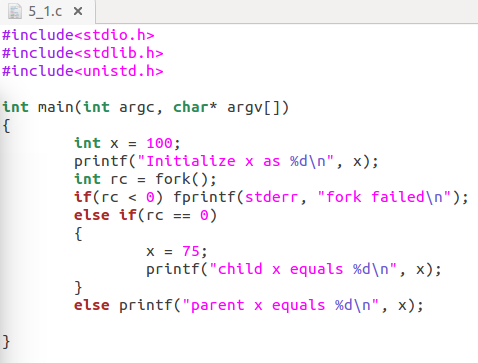 5_1.c ×
#include<stdio.h>
#include<stdlib.h>
#include<unistd.h>
int main(int argc, char* argv[])
{
int x = 100;
printf("Initialize x as %d\n", x);
int rc = fork();
if(rc < 0) fprintf(stderr, "fork failed\n");
else if(rc == 0)
{
x = 75;
printf("child x equals %d\n", x);
}
else printf("parent x equals %d\n", x);
}